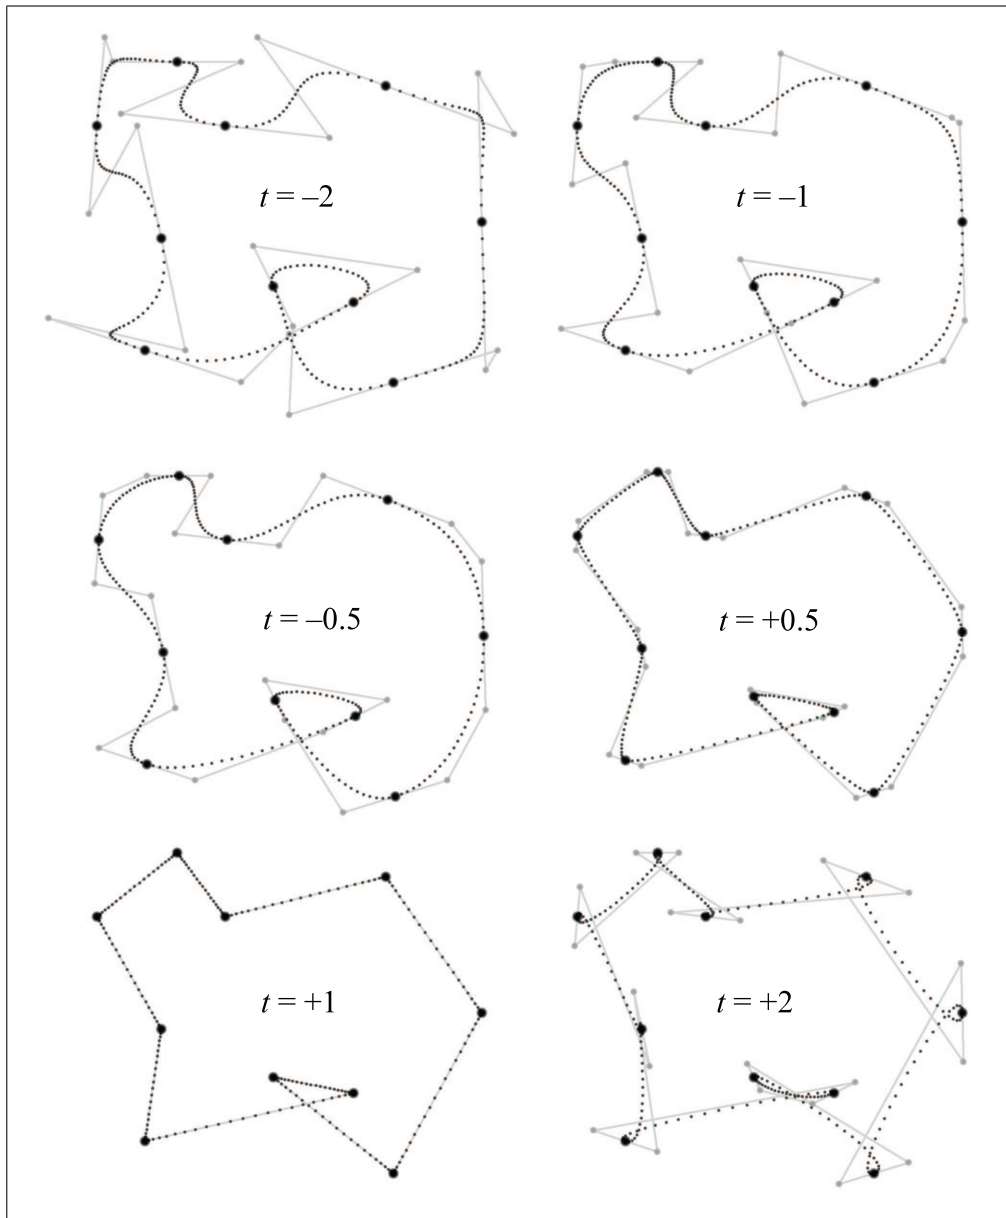 t = –2
t = –1
t = –0.5
t = +0.5
t = +1
t = +2